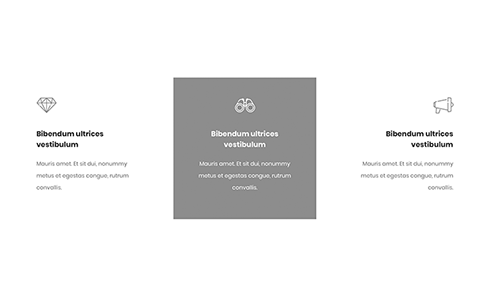 Bibendum ultrices
vestibulum
Mauris amet. Et sit dui, nonummy
metus et egestas congue, rutrum
convallis.
Bibendum ultrices
vestibulum
Mauris amet. Et sit dui, nonummy
metus et egestas congue, rutrum
convallis.
Bibendum ultrices
vestibulum
Mauris amet. Et sit dui, nonummy
metus et egestas congue, rutrum
convallis.